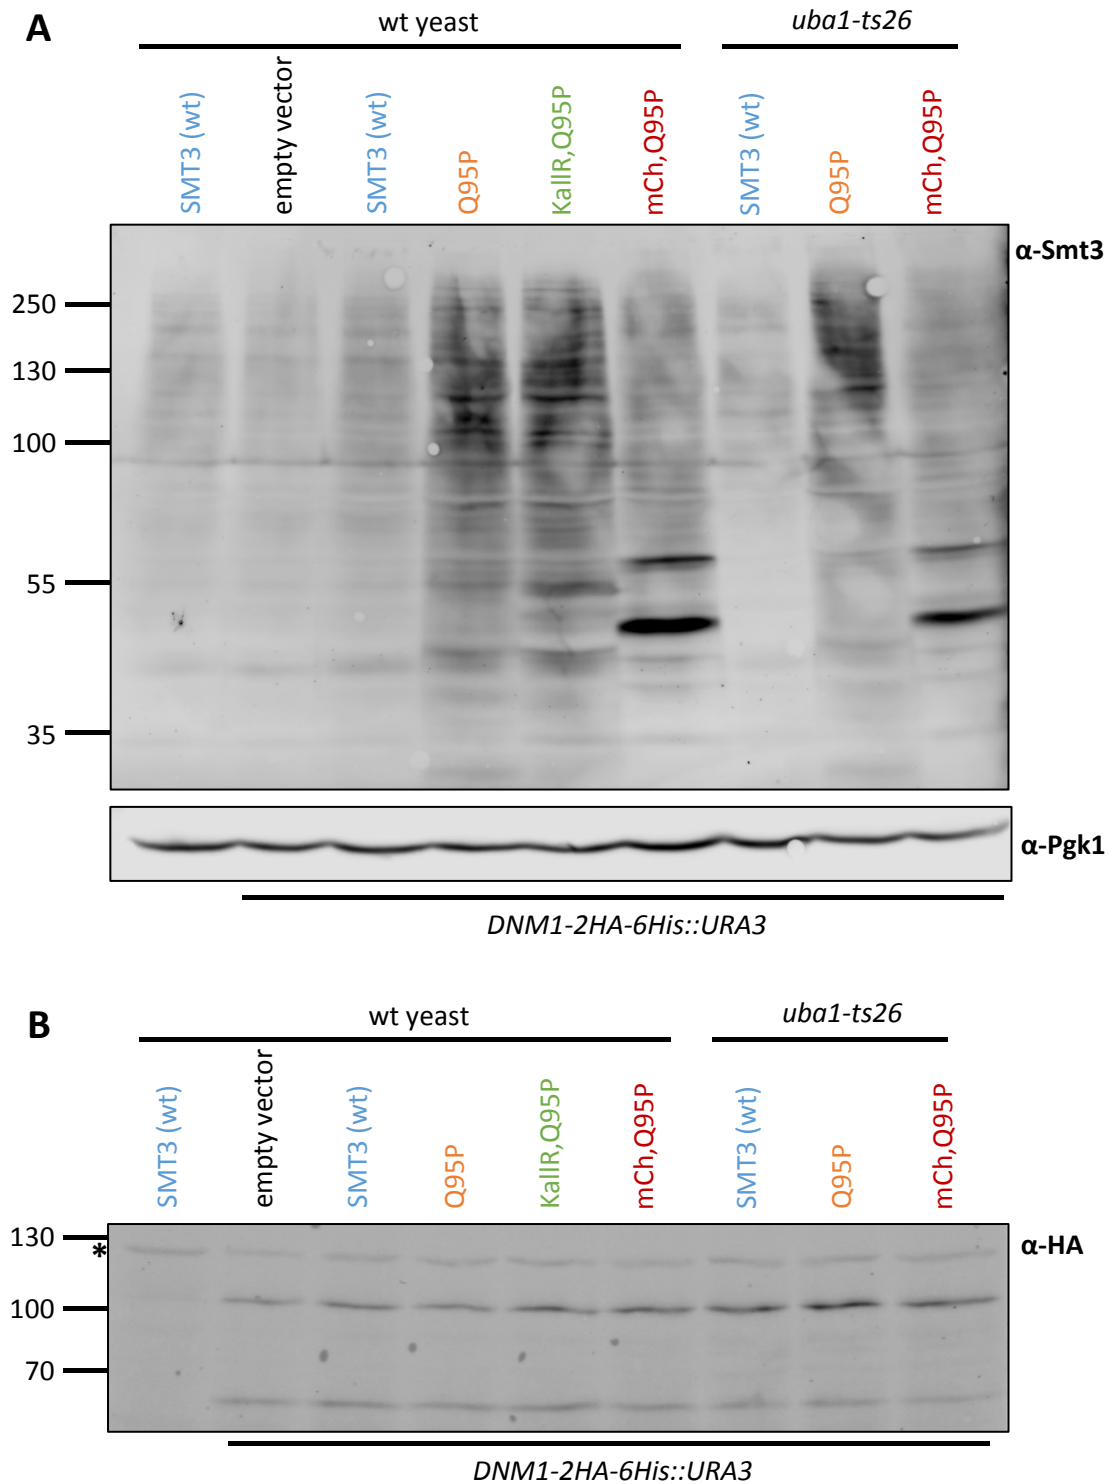 A
wt yeast
uba1-ts26
SMT3 (wt)
empty vector
SMT3 (wt)
Q95P
KallR,Q95P
mCh,Q95P
SMT3 (wt)
Q95P
mCh,Q95P
α-Smt3
250
130
100
55
35
α-Pgk1
DNM1-2HA-6His::URA3
B
wt yeast
uba1-ts26
SMT3 (wt)
empty vector
SMT3 (wt)
Q95P
KallR,Q95P
mCh,Q95P
SMT3 (wt)
Q95P
mCh,Q95P
130
*
α-HA
100
70
DNM1-2HA-6His::URA3